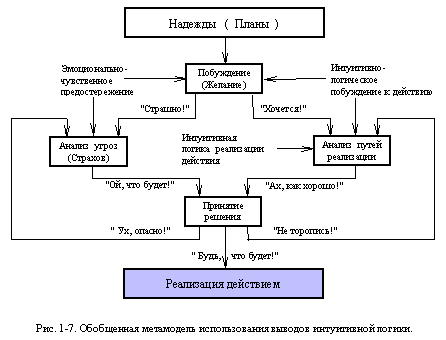 Надежды ( Планы )
Эмоционально-
чувственное
предостережение
Побуждение
(Желание)
Интуитивно-
логическое
побуждение к действию
"Страшно!"
"Хочется!"
Анализ угроз
(Страхов)
Интуитивная
логика реализации
действия
Анализ путей
реализации
"Ой, что будет!"
"Ах, как хорошо!"
Принятие
решения
" Ух, опасно!"
"Не торопись!"
" Будь, что будет!"
Реализация действием
Рис. 1-7. Обобщенная метамодель использования выводов интуитивной логики.